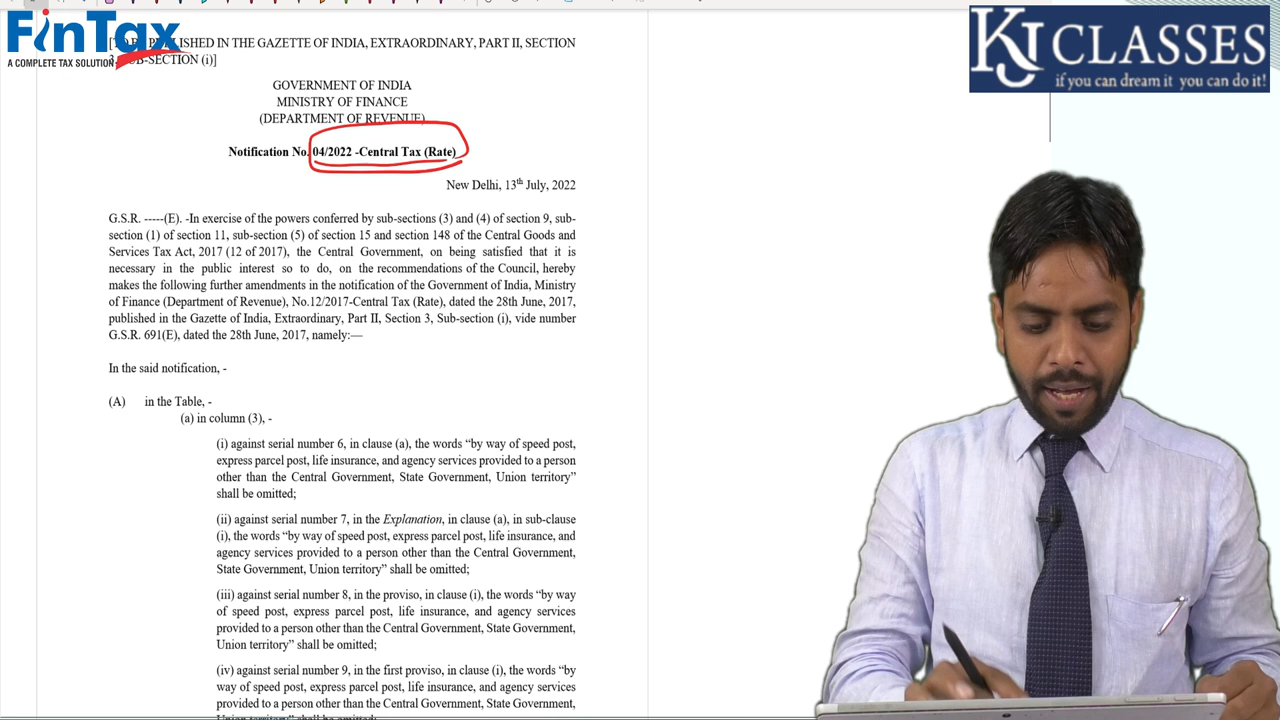 FinTax
A COMPLETE TAX SOLUTION
KJ CLASSES
if you can dream it you can do it!
PUBLISHED IN THE GAZETTE OF INDIA, EXTRAORDINARY, PART II, SECTION
SUB-SECTION (i)]
GOVERNMENT OF INDIA
MINISTRY OF FINANCE
(DEPARTMENT OF REVENUE)
Notification No. 04/2022 -Central Tax (Rate)
New Delhi, 13th July, 2022
G.S.R. -----(E). -In exercise of the powers conferred by sub-sections (3) and (4) of section 9, sub-
section (1) of section 11, sub-section (5) of section 15 and section 148 of the Central Goods and
Services Tax Act, 2017 (12 of 2017), the Central Government, on being satisfied that it is
necessary in the public interest so to do, on the recommendations of the Council, hereby
makes the following further amendments in the notification of the Government of India, Ministry
of Finance (Department of Revenue), No.12/2017-Central Tax (Rate), dated the 28th June, 2017,
published in the Gazette of India, Extraordinary, Part II, Section 3, Sub-section (i), vide number
G.S.R. 691(E), dated the 28th June, 2017, namely:—
In the said notification, -
(A) in the Table, -
(a) in column (3), -
(i) against serial number 6, in clause (a), the words “by way of speed post,
express parcel post, life insurance, and agency services provided to a person
other than the Central Government, State Government, Union territory”
shall be omitted;
(ii) against serial number 7, in the Explanation, in clause (a), in sub-clause
(i), the words “by way of speed post, express parcel post, life insurance, and
agency services provided to a person other than the Central Government,
State Government, Union territory” shall be omitted;
(iii) against serial number 8, in the proviso, in clause (i), the words “by way
of speed post, express parcel post, life insurance, and agency services
provided to a person other than the Central Government, State Government,
Union territory” shall be omitted;
(iv) against serial number 9, in the first proviso, in clause (i), the words “by
way of speed post, express parcel post, life insurance, and agency services
provided to a person other than the Central Government, State Government,
Union territory” shall be omitted;